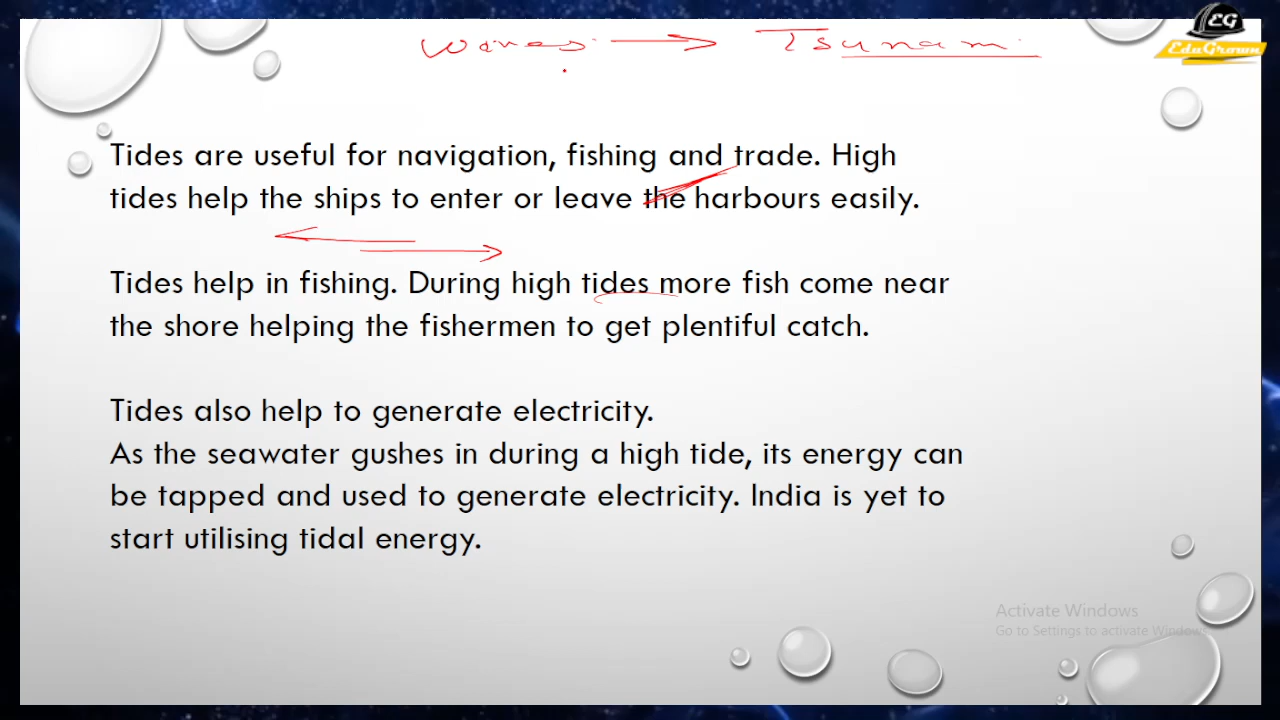 waves → Tsunami
EG
EduGrown
Tides are useful for navigation, fishing and trade. High
tides help the ships to enter or leave the harbours easily.
Tides help in fishing. During high tides more fish come near
the shore helping the fishermen to get plentiful catch.
Tides also help to generate electricity.
As the seawater gushes in during a high tide, its energy can
be tapped and used to generate electricity. India is yet to
start utilising tidal energy.
Activate Windows
Go to Settings to activate Windows.